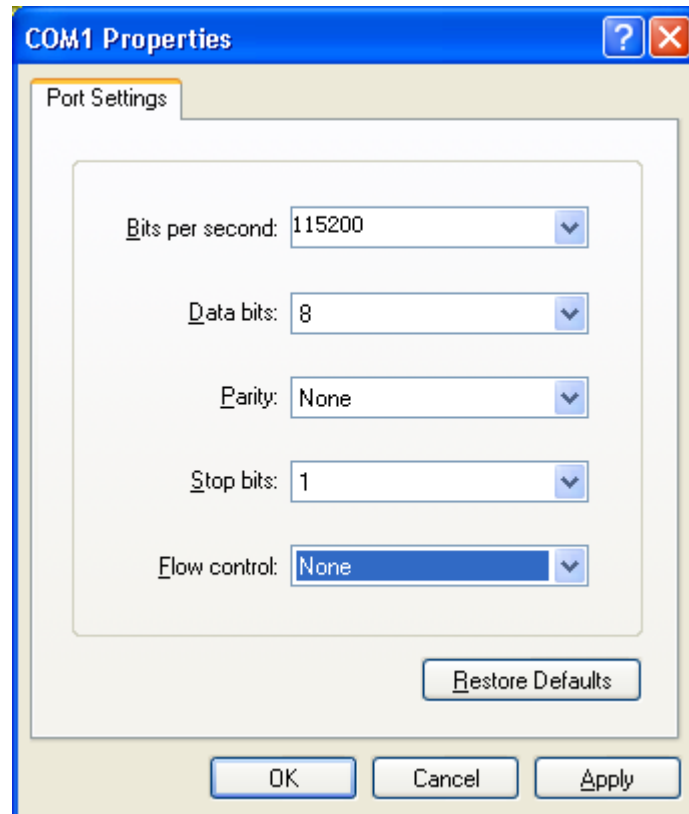 COM1 Properties
Port Settings
Bits per second: 115200
Data bits: 8
Parity: None
Stop bits: 1
Flow control: None
Restore Defaults
OK Cancel Apply